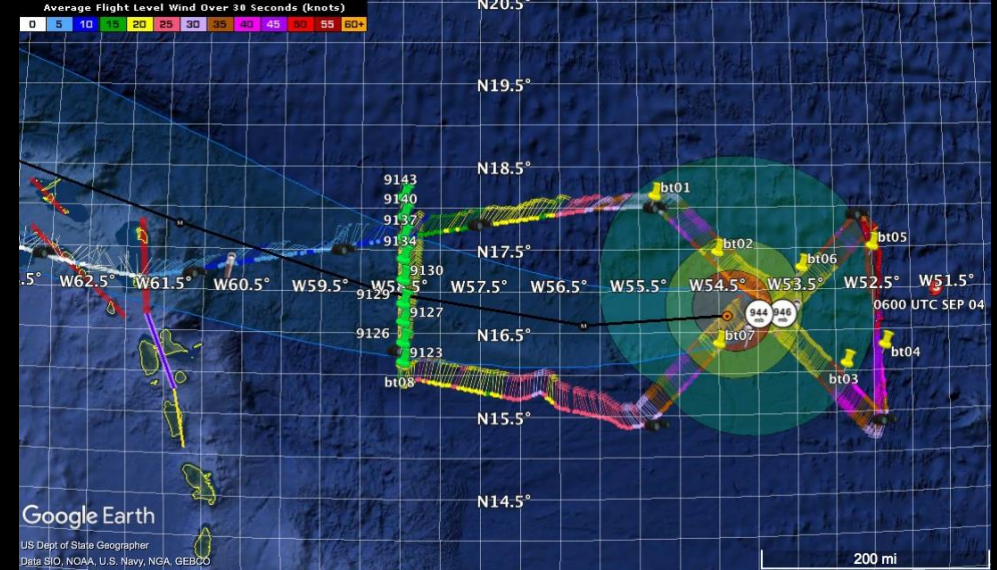 Average Flight Level Wind Over 30 Seconds (knots)
0 5 10 15 20 25 30 35 40 45 50 55 60+
N20.5°
N19.5°
N18.5°
9143
9140
9137
9134
bt01
bt02
bt05
bt06
N17.5°
9130
.5° W62.5° W61.5° W60.5° W59.5° W57.5° W56.5° W55.5° W54.5° W53.5° W52.5° W51.5°
9129
0600 UTC SEP 04
9127
944 mb
946 mb
M
M
9126
N16.5°
bt07
bt04
9123
bt03
bt08
N15.5°
N14.5°
Google Earth
US Dept of State Geographer
Data SIO, NOAA, U.S. Navy, NGA, GEBCO
200 mi